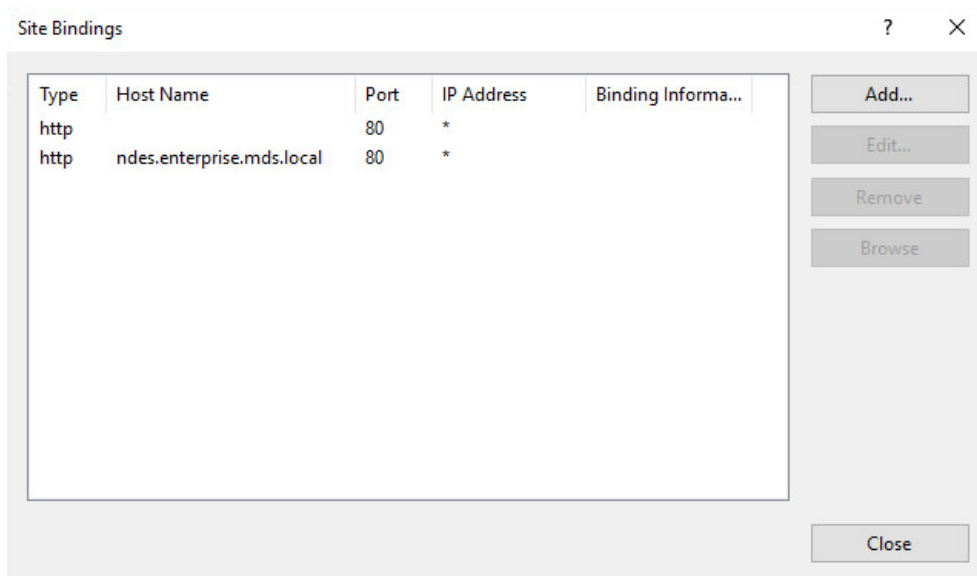 Site Bindings ? ×
Type Host Name Port IP Address Binding Informa... Add...
http 80 *
http ndes.enterprise.mds.local 80 * Edit...
Remove
Browse
Close